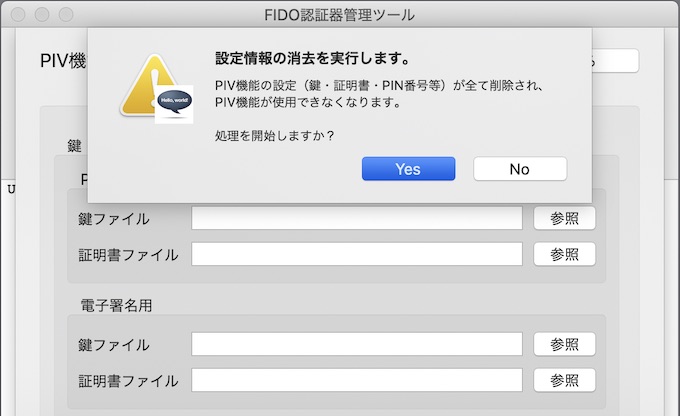 FIDO認証器管理ツール
PIV機
設定情報の消去を実行します。
PIV機能の設定（鍵・証明書・PIN番号等）が全て削除され、
PIV機能が使用できなくなります。
処理を開始しますか？
Hello, world!
Yes No
鍵
鍵ファイル 参照
証明書ファイル 参照
電子署名用
鍵ファイル 参照
証明書ファイル 参照